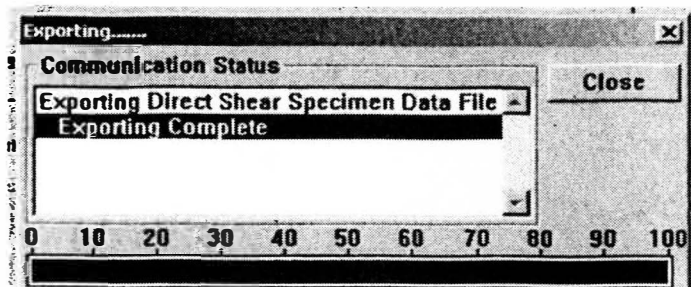 Exporting.......
Communication Status
Close
Exporting Direct Shear Specimen Data File
Exporting Complete
0 10 20 30 40 50 60 70 80 90 100